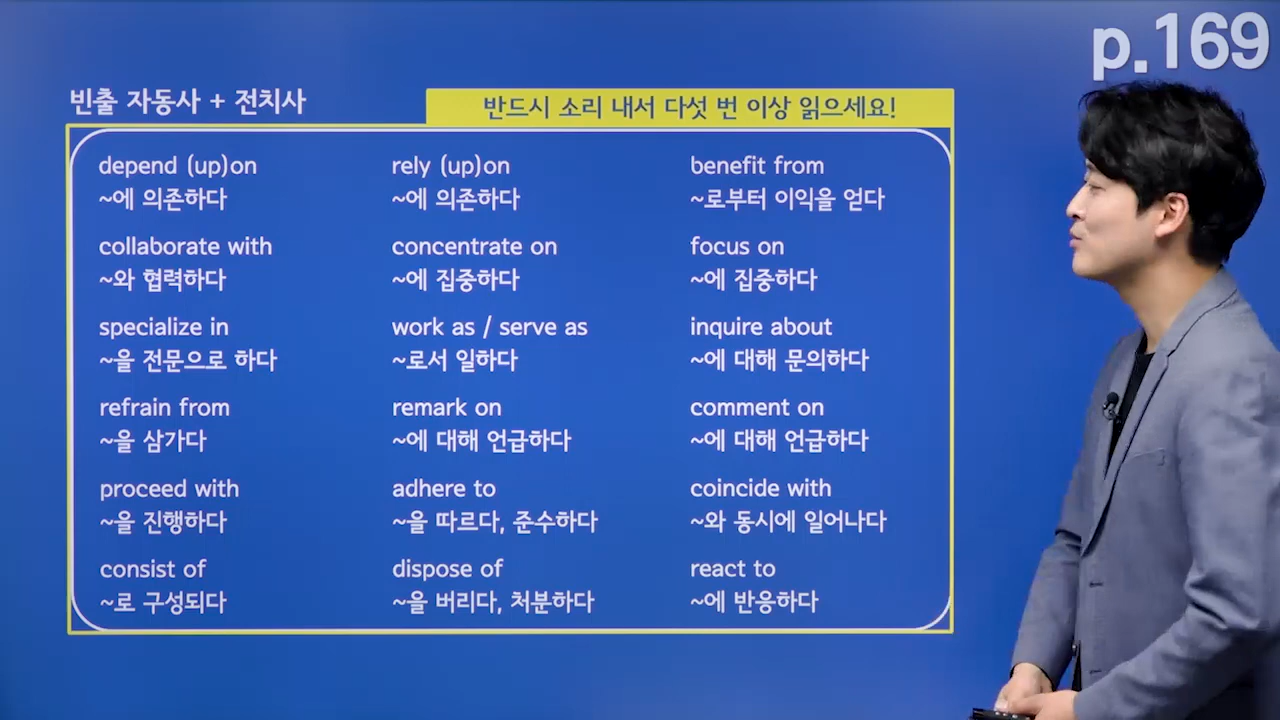 p.169
빈출 자동사 + 전치사
반드시 소리 내서 다섯 번 이상 읽으세요!
depend (up)on
~에 의존하다
rely (up)on
~에 의존하다
benefit from
~로부터 이익을 얻다
collaborate with
~와 협력하다
concentrate on
~에 집중하다
focus on
~에 집중하다
specialize in
~을 전문으로 하다
work as / serve as
~로서 일하다
inquire about
~에 대해 문의하다
refrain from
~을 삼가다
remark on
~에 대해 언급하다
comment on
~에 대해 언급하다
proceed with
~을 진행하다
adhere to
~을 따르다, 준수하다
coincide with
~와 동시에 일어나다
consist of
~로 구성되다
dispose of
~을 버리다, 처분하다
react to
~에 반응하다